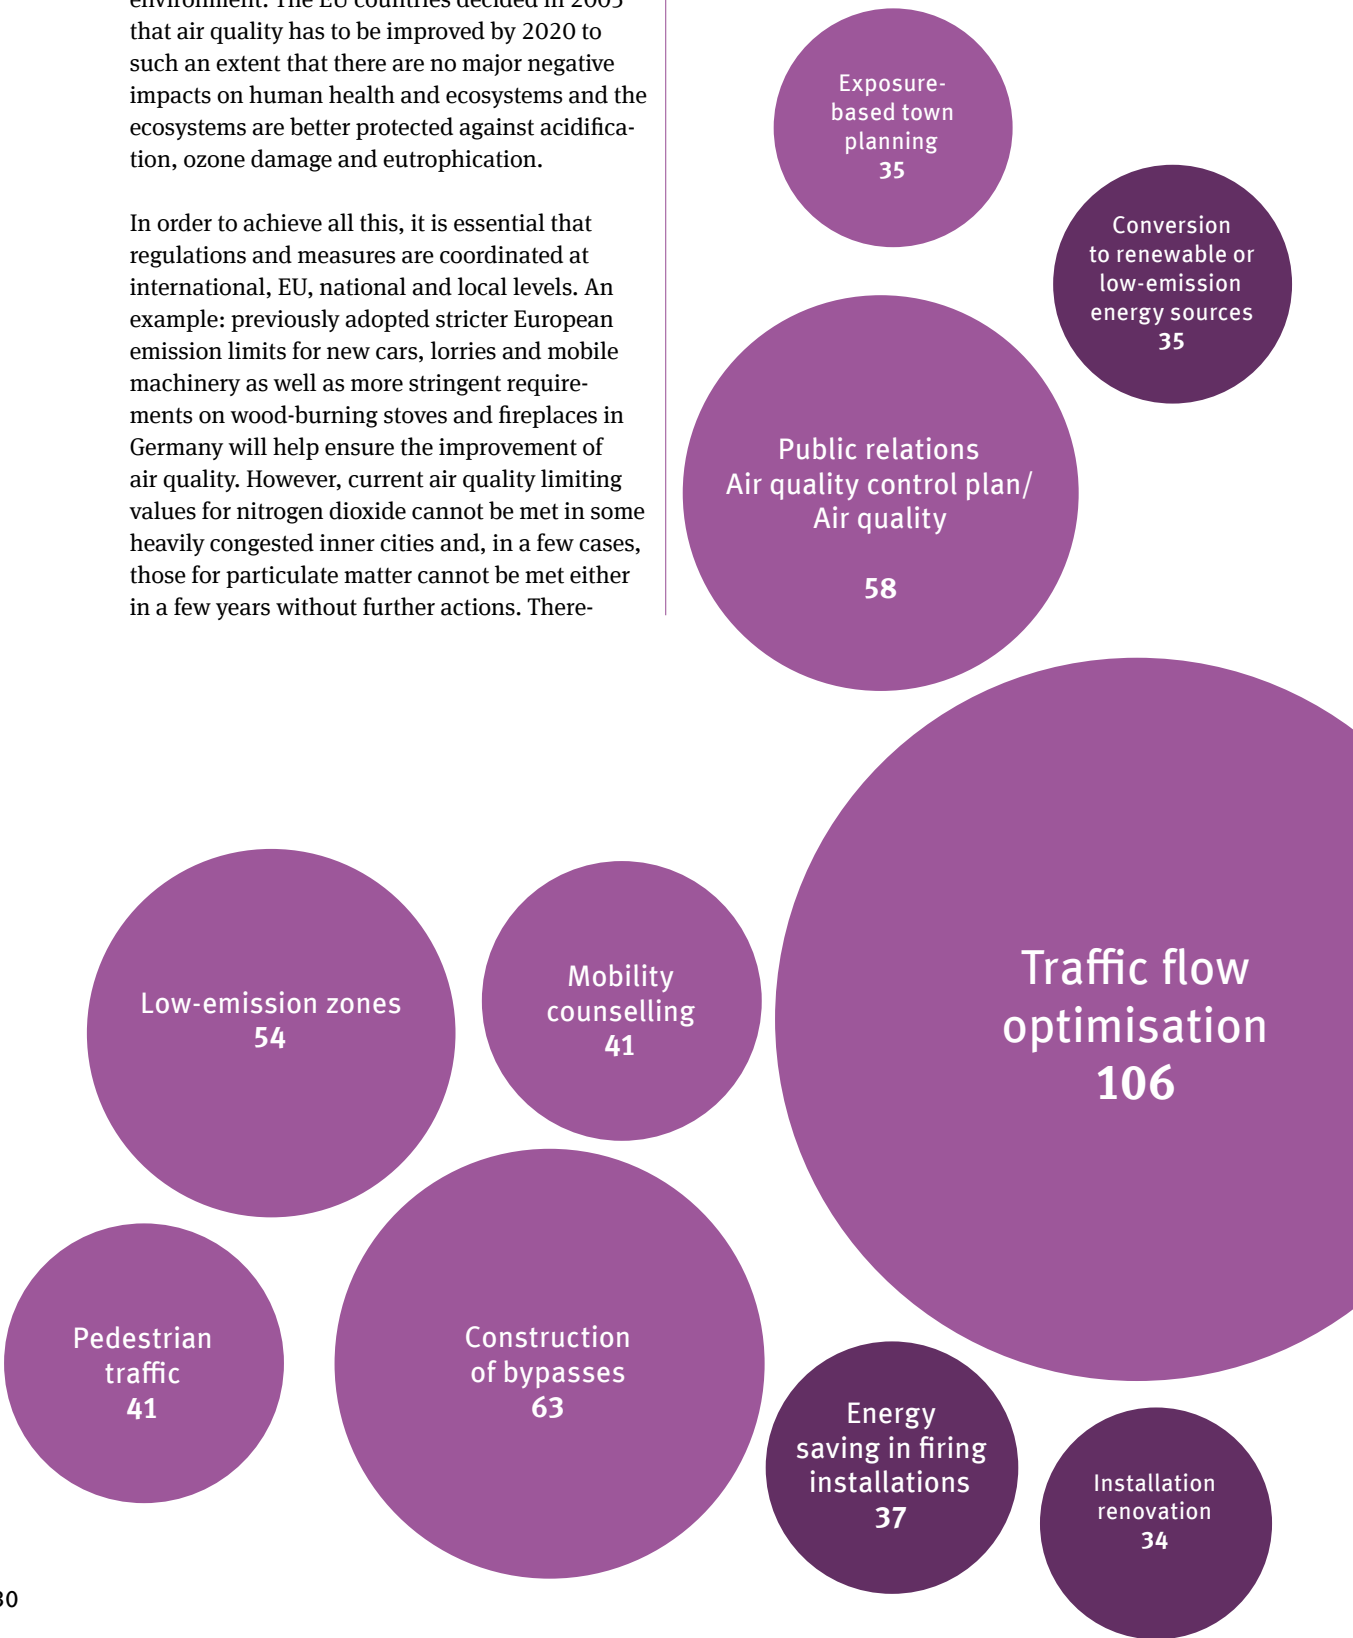 environment. The EU countries decided in 2005
that air quality has to be improved by 2020 to
such an extent that there are no major negative
impacts on human health and ecosystems and the
ecosystems are better protected against acidifica-
tion, ozone damage and eutrophication.
In order to achieve all this, it is essential that
regulations and measures are coordinated at
international, EU, national and local levels. An
example: previously adopted stricter European
emission limits for new cars, lorries and mobile
machinery as well as more stringent require-
ments on wood-burning stoves and fireplaces in
Germany will help ensure the improvement of
air quality. However, current air quality limiting
values for nitrogen dioxide cannot be met in some
heavily congested inner cities and, in a few cases,
those for particulate matter cannot be met either
in a few years without further actions. There-
Exposure-
based town
planning
35
Conversion
to renewable or
low-emission
energy sources
35
Public relations
Air quality control plan/
Air quality
58
Traffic flow
optimisation
106
Low-emission zones
54
Mobility
counselling
41
Pedestrian
traffic
41
Construction
of bypasses
63
Energy
saving in firing
installations
37
Installation
renovation
34
30